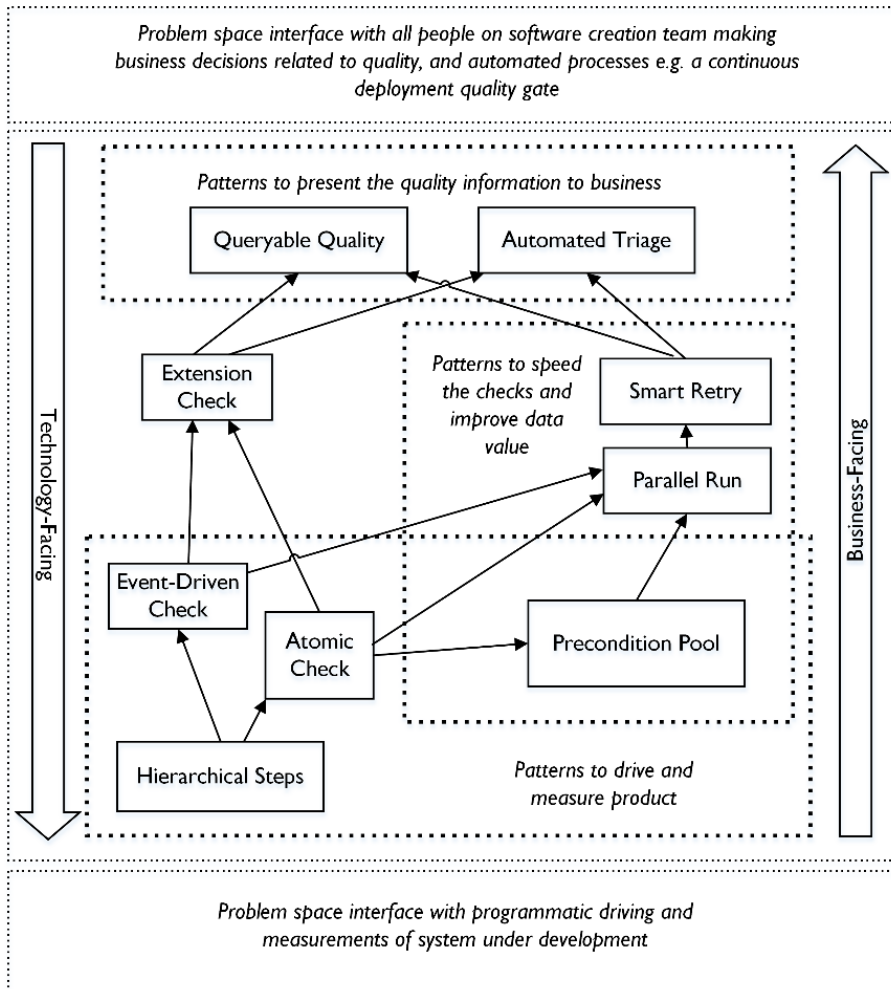 Problem space interface with all people on software creation team making
business decisions related to quality, and automated processes e.g. a continuous
deployment quality gate
Patterns to present the quality information to business
Queryable Quality
Automated Triage
Extension
Check
Patterns to speed
the checks and
improve data
value
Smart Retry
Parallel Run
Technology-Facing
Business-Facing
Event-Driven
Check
Atomic
Check
Precondition Pool
Hierarchical Steps
Patterns to drive and
measure product
Problem space interface with programmatic driving and
measurements of system under development